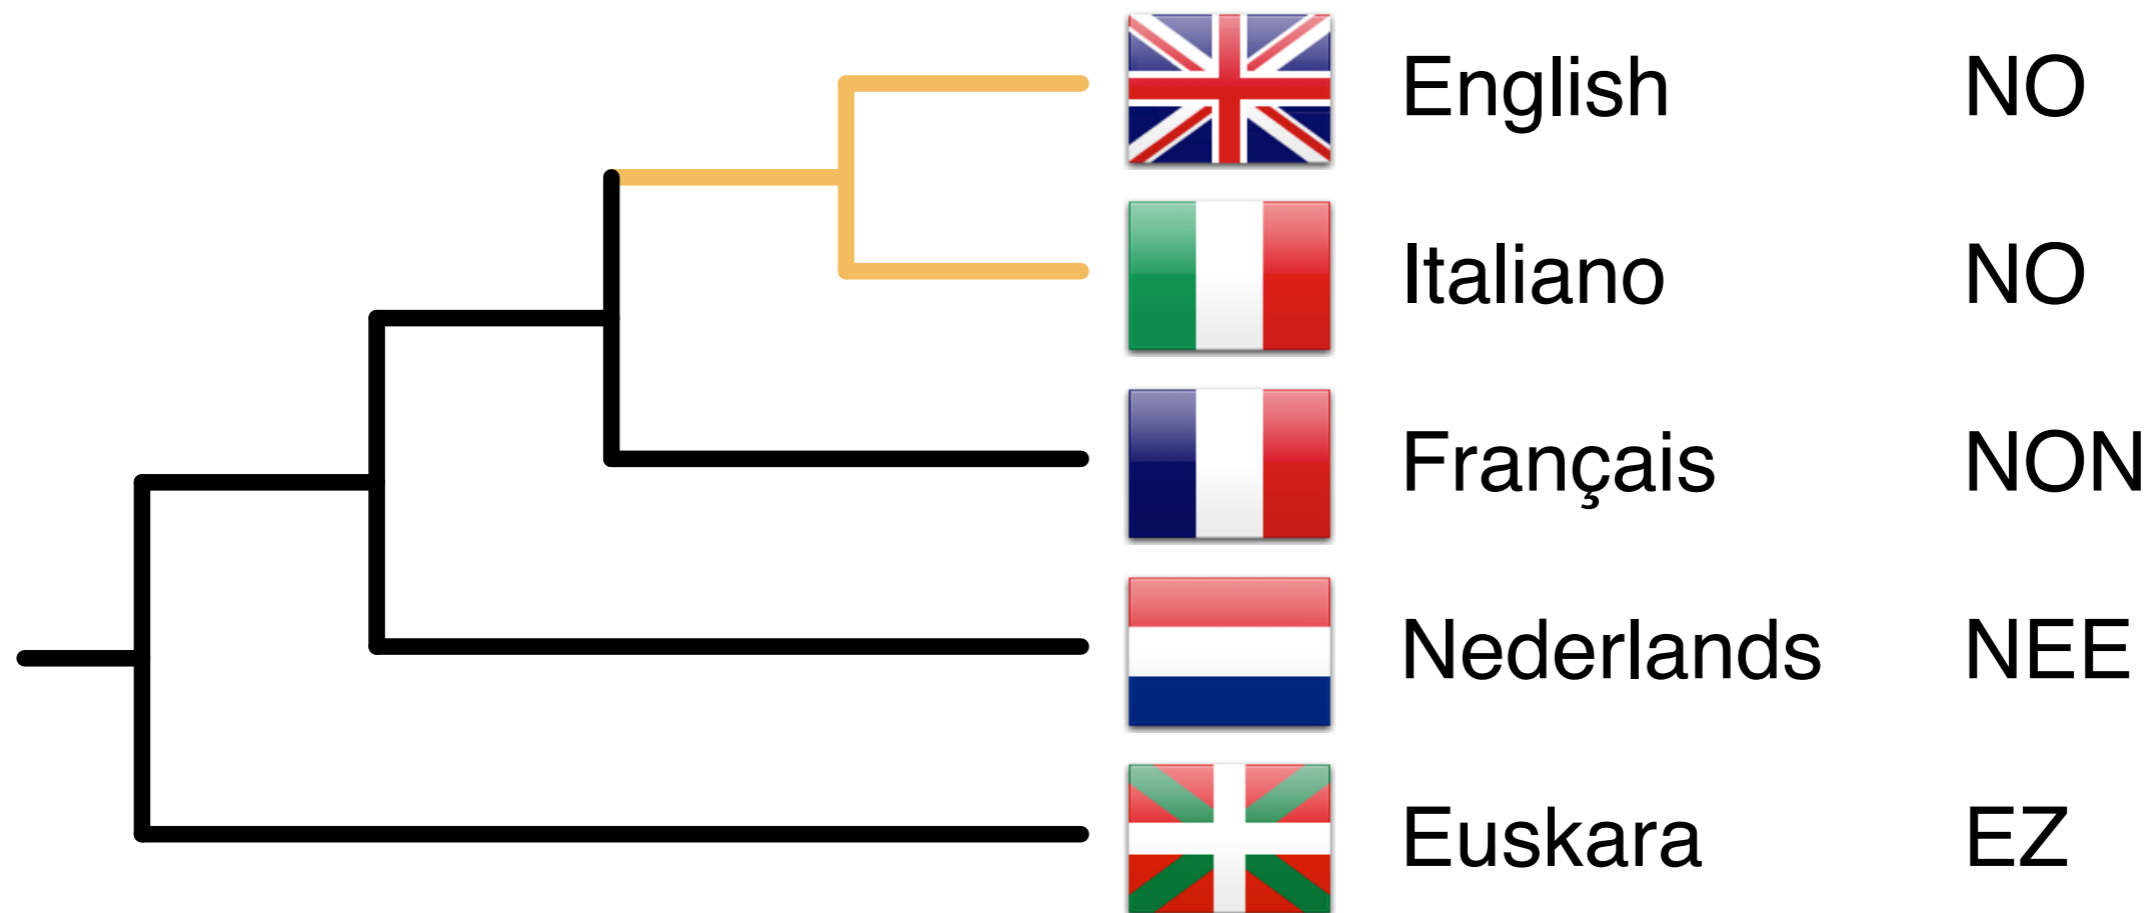 English NO
Italiano NO
Français NON
Nederlands NEE
Euskara EZ